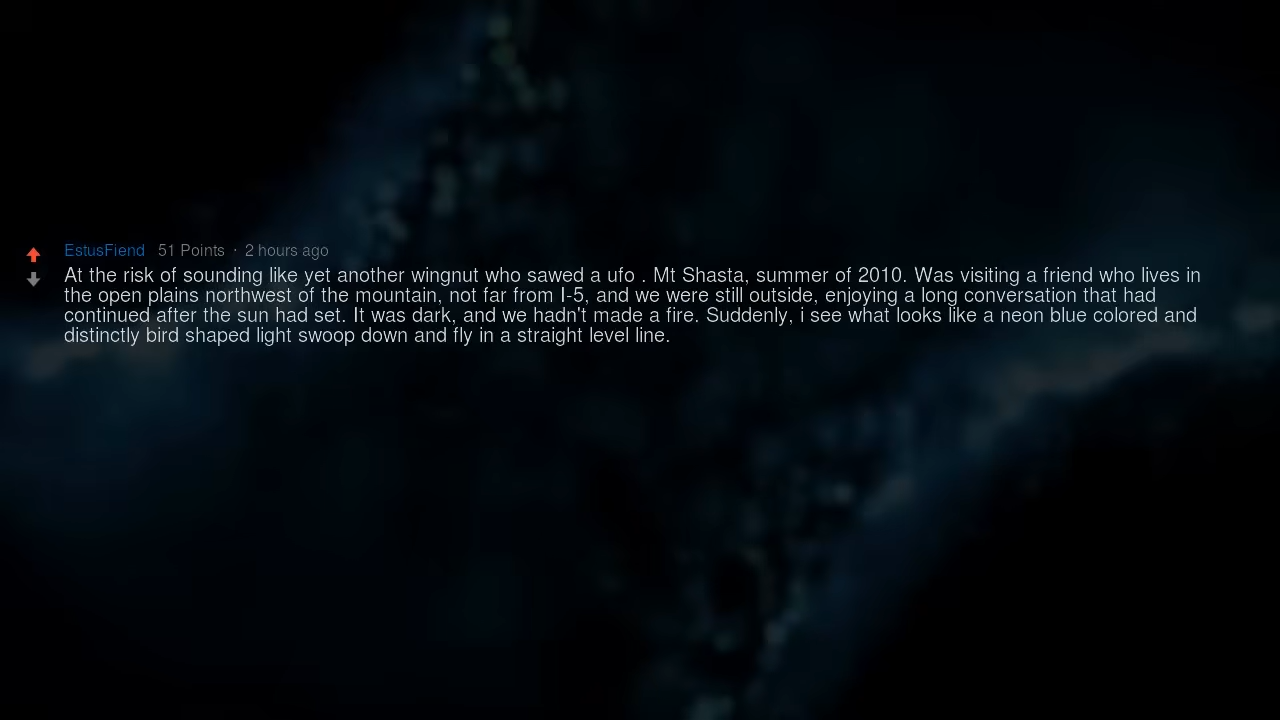 EstusFiend 51 Points · 2 hours ago
At the risk of sounding like yet another wingnut who sawed a ufo . Mt Shasta, summer of 2010. Was visiting a friend who lives in
the open plains northwest of the mountain, not far from I-5, and we were still outside, enjoying a long conversation that had
continued after the sun had set. It was dark, and we hadn't made a fire. Suddenly, i see what looks like a neon blue colored and
distinctly bird shaped light swoop down and fly in a straight level line.